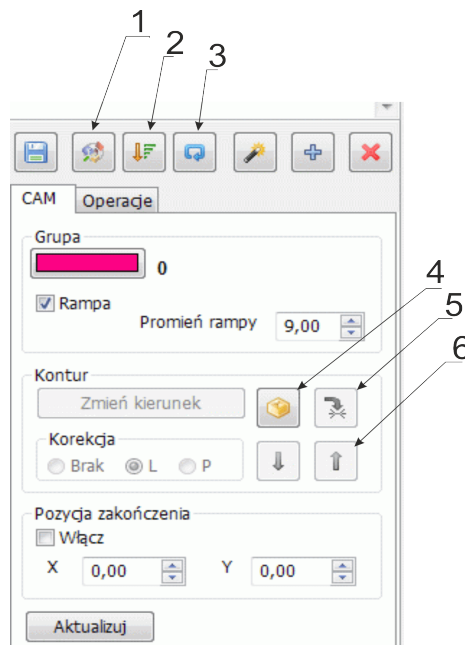 1
2
3
CAM Operacje
Grupa
0
Rampa
Promień rampy 9,00
4
5
6
Kontur
Zmień kierunek
Korekcja
Brak L P
Pozycja zakończenia
Włącz
X 0,00 Y 0,00
Aktualizuj